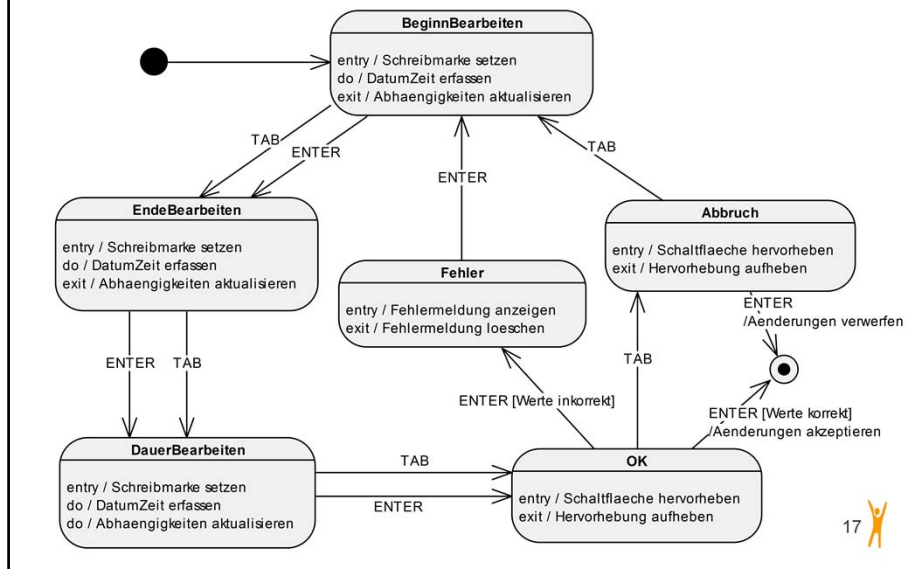 BeginnBearbeiten
entry / Schreibmarke setzen
do / DatumZeit erfassen
exit / Abhaengigkeiten aktualisieren
TAB
ENTER
TAB
ENTER
EndeBearbeiten
entry / Schreibmarke setzen
do / DatumZeit erfassen
exit / Abhaengigkeiten aktualisieren
Abbruch
entry / Schaltflaeche hervorheben
exit / Hervorhebung aufheben
Fehler
entry / Fehlermeldung anzeigen
exit / Fehlermeldung loeschen
ENTER
/Aenderungen verwerfen
ENTER
TAB
TAB
ENTER [Werte inkorrekt]
ENTER [Werte korrekt]
/Aenderungen akzeptieren
DauerBearbeiten
entry / Schreibmarke setzen
do / DatumZeit erfassen
do / Abhaengigkeiten aktualisieren
TAB
ENTER
OK
entry / Schaltflaeche hervorheben
exit / Hervorhebung aufheben
17